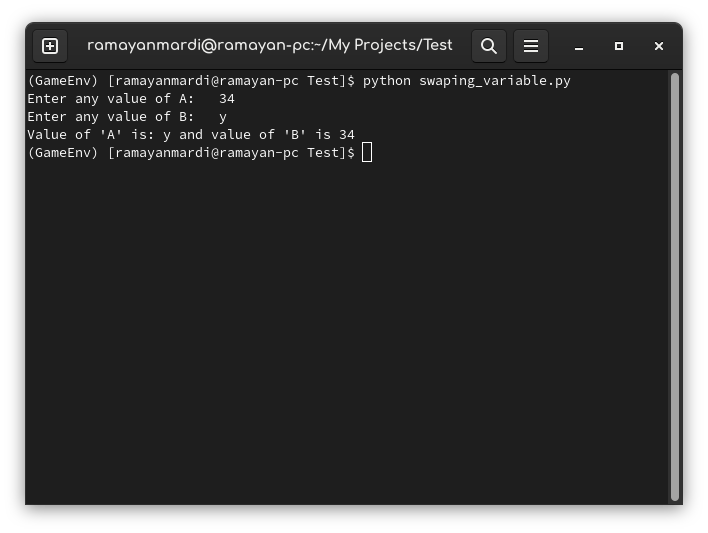 ramayanmardi@ramayan-pc:~/My Projects/Test
(GameEnv) [ramayanmardi@ramayan-pc Test]$ python swaping_variable.py
Enter any value of A:   34
Enter any value of B:   y
Value of 'A' is: y and value of 'B' is 34
(GameEnv) [ramayanmardi@ramayan-pc Test]$